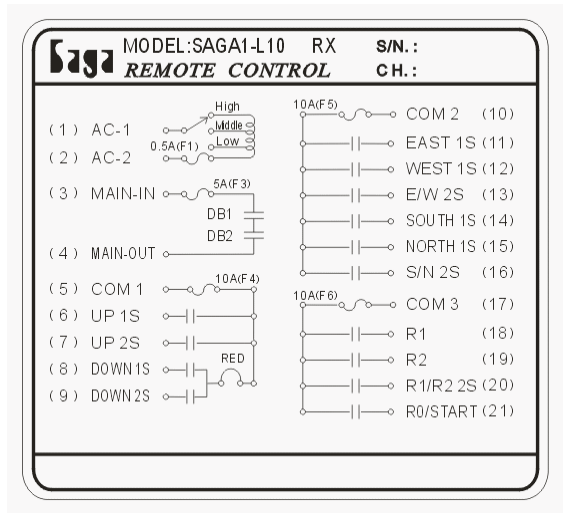 Saga MODEL:SAGA1-L10 RX S/N.:
REMOTE CONTROL CH.:
High
Middle
Low
(1) AC-1
0.5A(F1)
(2) AC-2
5A(F3)
(3) MAIN-IN
DB1
DB2
(4) MAIN-OUT
10A(F4)
(5) COM 1
(6) UP 1S
(7) UP 2S
RED
(8) DOWN 1S
(9) DOWN 2S
10A(F5)
COM 2 (10)
EAST 1S (11)
WEST 1S (12)
E/W 2S (13)
SOUTH 1S (14)
NORTH 1S (15)
S/N 2S (16)
10A(F6)
COM 3 (17)
R1 (18)
R2 (19)
R1/R2 2S (20)
R0/START (21)